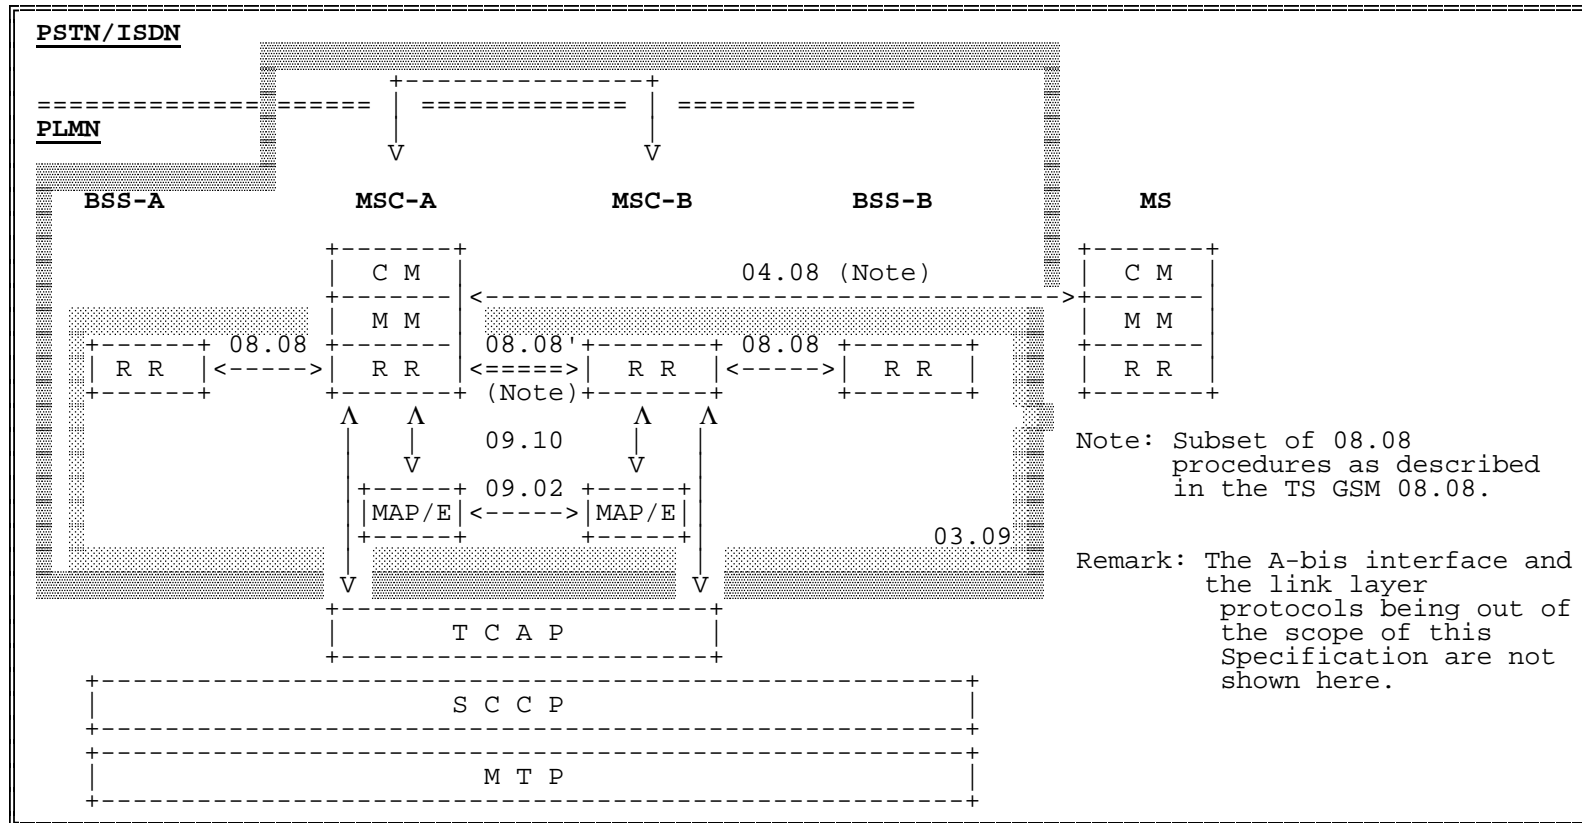 PSTN/ISDN
PLMN
BSS-A MSC-A MSC-B BSS-B MS
C M 04.08 (Note) C M
M M M M
08.08 08.08' 08.08
R R R R R R R R R R
(Note)
09.10
09.02
MAP/E MAP/E
03.09
Note: Subset of 08.08
procedures as described
in the TS GSM 08.08.
Remark: The A-bis interface and
the link layer
protocols being out of
the scope of this
Specification are not
shown here.
T C A P
S C C P
M T P